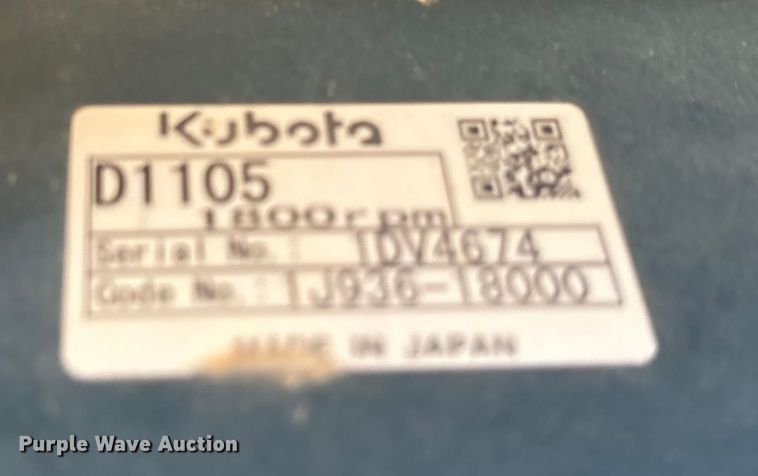 Kubota
D1105
1800rpm
Serial No. : 1DV4674
Code No. : 1J936-18000
MADE IN JAPAN
Purple Wave Auction